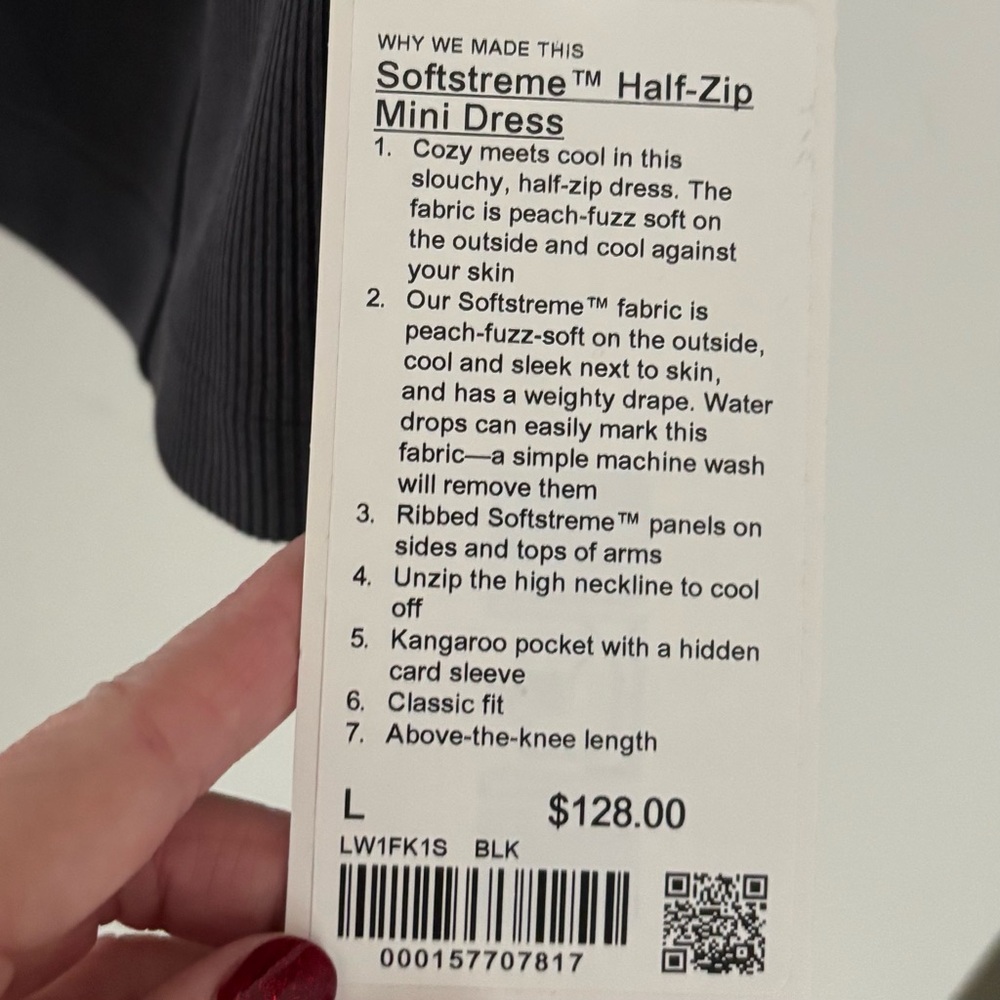 WHY WE MADE THIS
Softstreme™ Half-Zip
Mini Dress
1. Cozy meets cool in this
slouchy, half-zip dress. The
fabric is peach-fuzz soft on
the outside and cool against
your skin
2. Our Softstreme™ fabric is
peach-fuzz-soft on the outside,
cool and sleek next to skin,
and has a weighty drape. Water
drops can easily mark this
fabric—a simple machine wash
will remove them
3. Ribbed Softstreme™ panels on
sides and tops of arms
4. Unzip the high neckline to cool
off
5. Kangaroo pocket with a hidden
card sleeve
6. Classic fit
7. Above-the-knee length
L $128.00
LW1FK1S BLK
000157707817